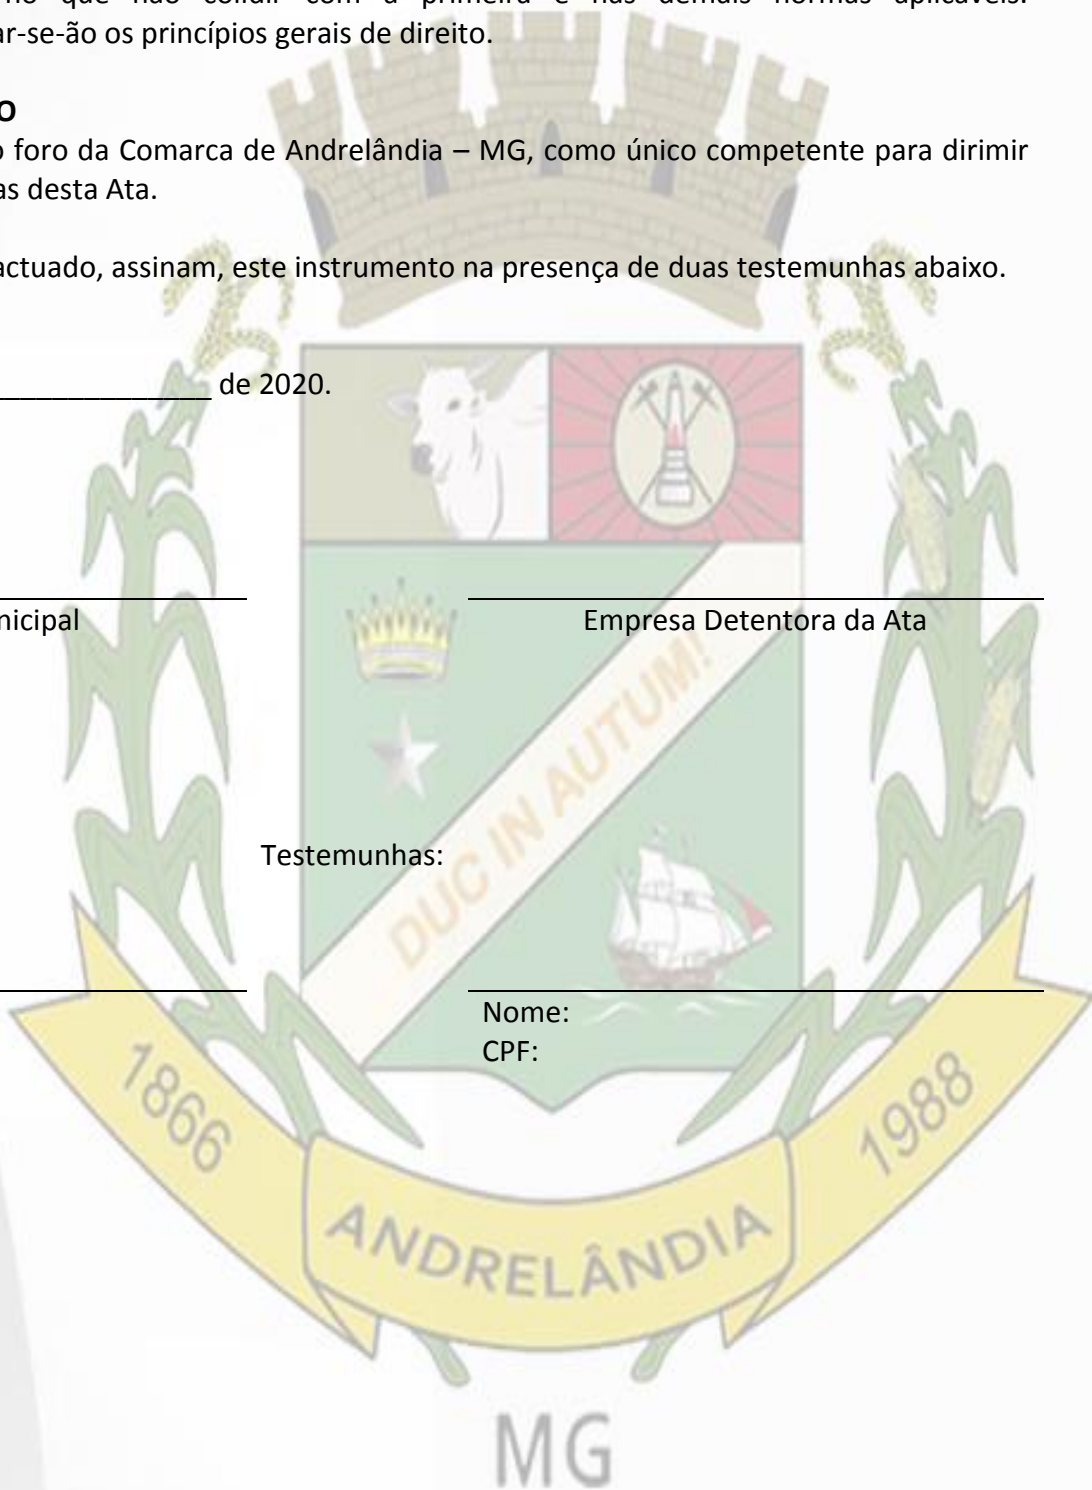 no que não colidir com a primeira e nas demais normas aplicáveis.
ar-se-ão os princípios gerais de direito.
O
o foro da Comarca de Andrelândia – MG, como único competente para dirimir
as desta Ata.
actuado, assinam, este instrumento na presença de duas testemunhas abaixo.
______________ de 2020.
nicipal
Empresa Detentora da Ata
DUC IN AUTUM!
Testemunhas:
Nome:
CPF:
1866
1988
ANDRELÂNDIA
MG